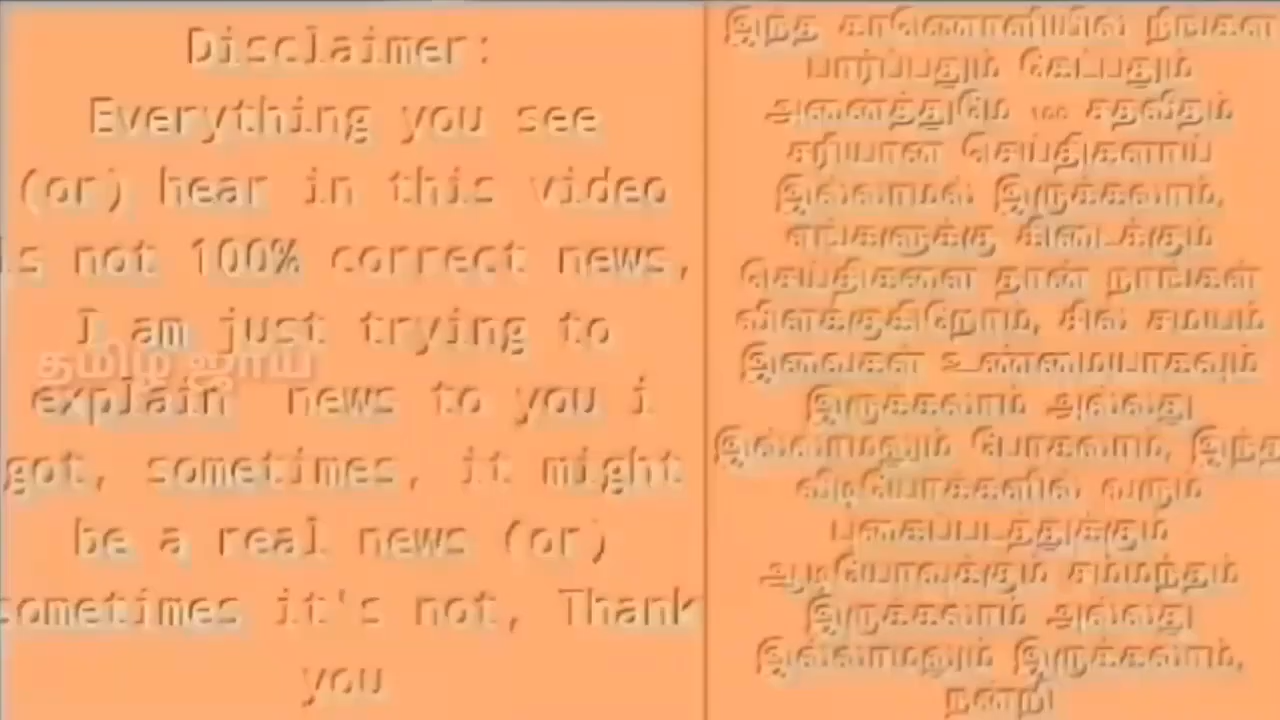 Disclaimer:
Everything you see
(or) hear in this video
is not 100% correct news,
I am just trying to
explain news to you i
got, sometimes, it might
be a real news (or)
sometimes it's not, Thank
you
தமிழ் ஜாய்
இந்த காணொளியில் நீங்கள்
பார்ப்பதும் கேட்பதும்
அனைத்துமே 100 சதவீதம்
சரியான செய்திகளாய்
இல்லாமல் இருக்கலாம்,
எங்களுக்கு கிடைக்கும்
செய்திகளை தான் நாங்கள்
விளக்குகிறோம், சில சமயம்
இவைகள் உண்மையாகவும்
இருக்கலாம் அல்லது
இல்லாமலும் போகலாம், இந்த
வீடியோக்களில் வரும்
புகைப்படத்துக்கும்
ஆடியோவுக்கும் சம்மந்தம்
இருக்கலாம் அல்லது
இல்லாமலும் இருக்கலாம்,
நன்றி